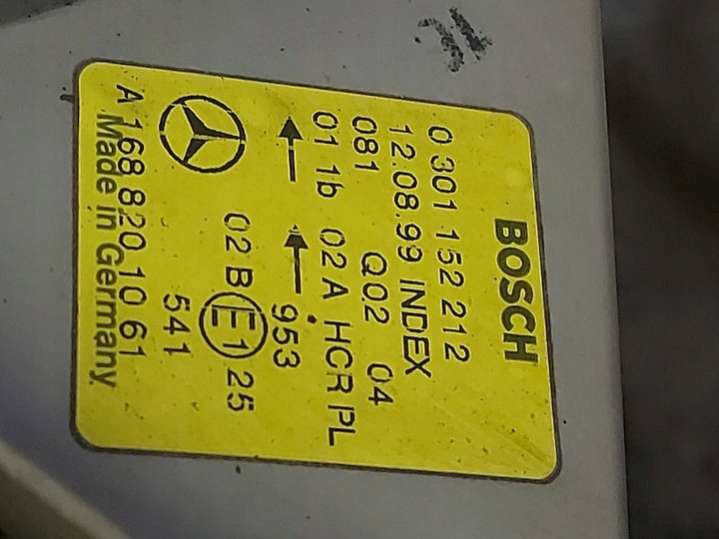 BOSCH
0 301 152 212
12.08.99 INDEX
081 Q02 04
01 1b 02 A HCR PL
953
02 B E1 25
541
A 168 820 10 61
Made in Germany